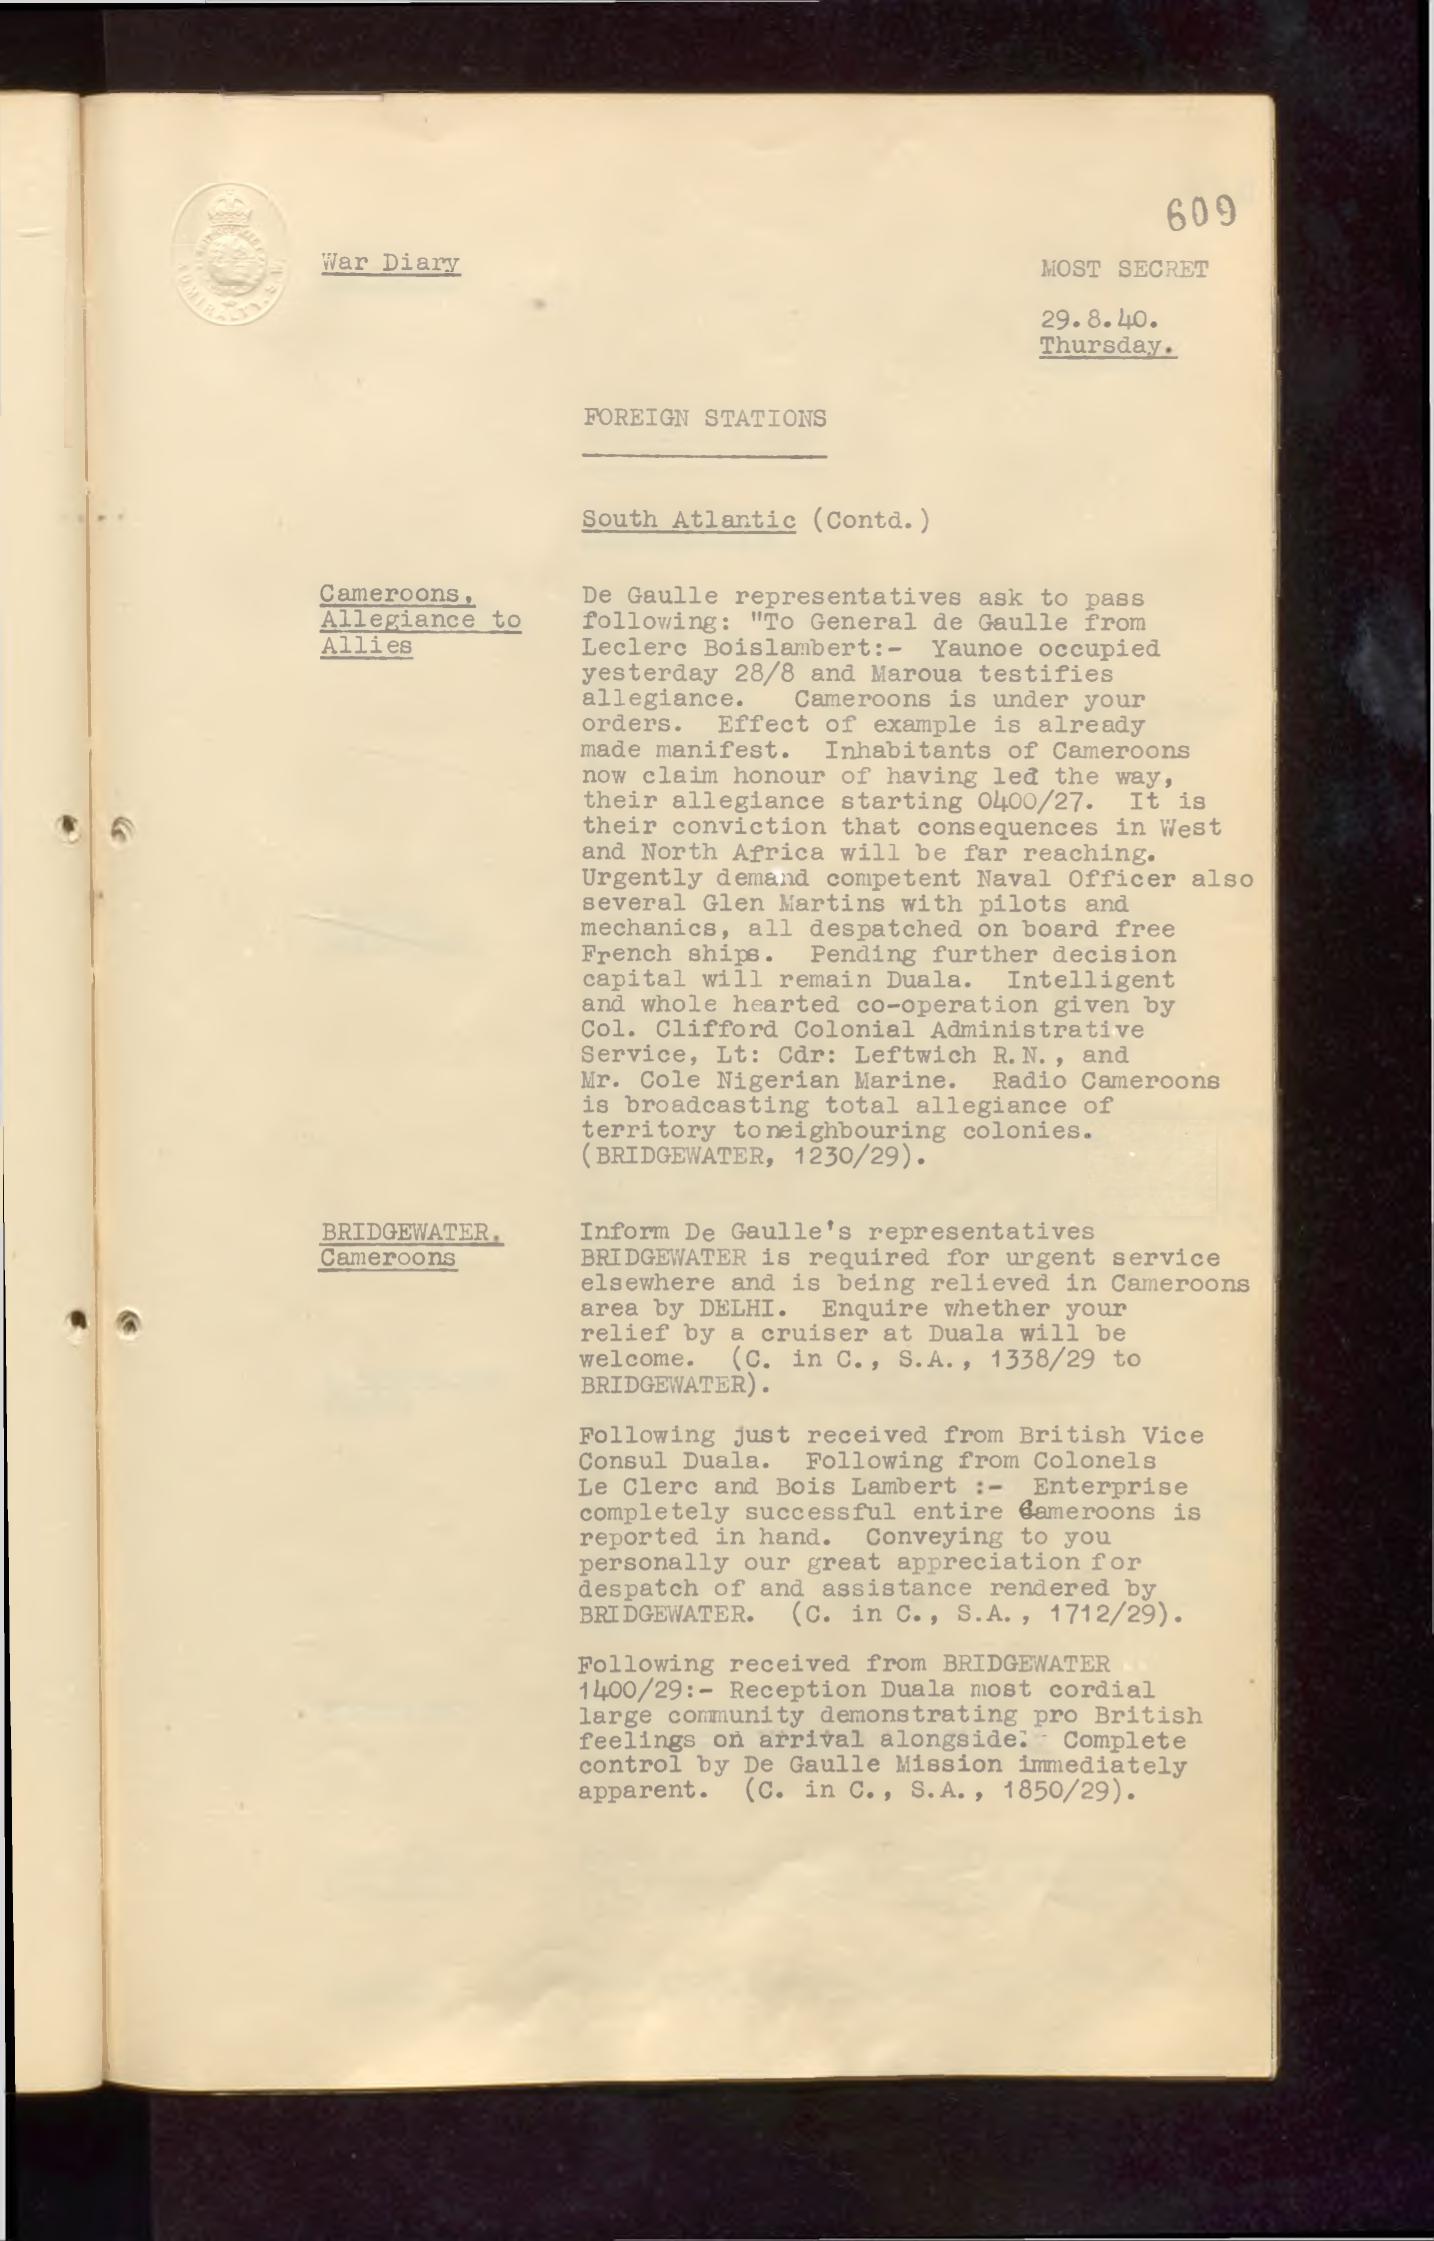 609
War Diary
MOST SECRET
29.8.40.
Thursday.
FOREIGN STATIONS
South Atlantic (Contd.)
Cameroons,
Allegiance to
Allies
De Gaulle representatives ask to pass
following: "To General de Gaulle from
Leclerc Boislambert:- Yaunoe occupied
yesterday 28/8 and Maroua testifies
allegiance. Cameroons is under your
orders. Effect of example is already
made manifest. Inhabitants of Cameroons
now claim honour of having led the way,
their allegiance starting 0400/27. It is
their conviction that consequences in West
and North Africa will be far reaching.
Urgently demand competent Naval Officer also
several Glen Martins with pilots and
mechanics, all despatched on board free
French ships. Pending further decision
capital will remain Duala. Intelligent
and whole hearted co-operation given by
Col. Clifford Colonial Administrative
Service, Lt: Cdr: Leftwich R.N., and
Mr. Cole Nigerian Marine. Radio Cameroons
is broadcasting total allegiance of
territory toneighbouring colonies.
(BRIDGEWATER, 1230/29).
BRIDGEWATER.
Cameroons
Inform De Gaulle's representatives
BRIDGEWATER is required for urgent service
elsewhere and is being relieved in Cameroons
area by DELHI. Enquire whether your
relief by a cruiser at Duala will be
welcome. (C. in C., S.A., 1338/29 to
BRIDGEWATER).
Following just received from British Vice
Consul Duala. Following from Colonels
Le Clerc and Bois Lambert :- Enterprise
completely successful entire Cameroons is
reported in hand. Conveying to you
personally our great appreciation for
despatch of and assistance rendered by
BRIDGEWATER. (C. in C., S.A., 1712/29).
Following received from BRIDGEWATER
1400/29:- Reception Duala most cordial
large community demonstrating pro British
feelings on arrival alongside. Complete
control by De Gaulle Mission immediately
apparent. (C. in C., S.A., 1850/29).